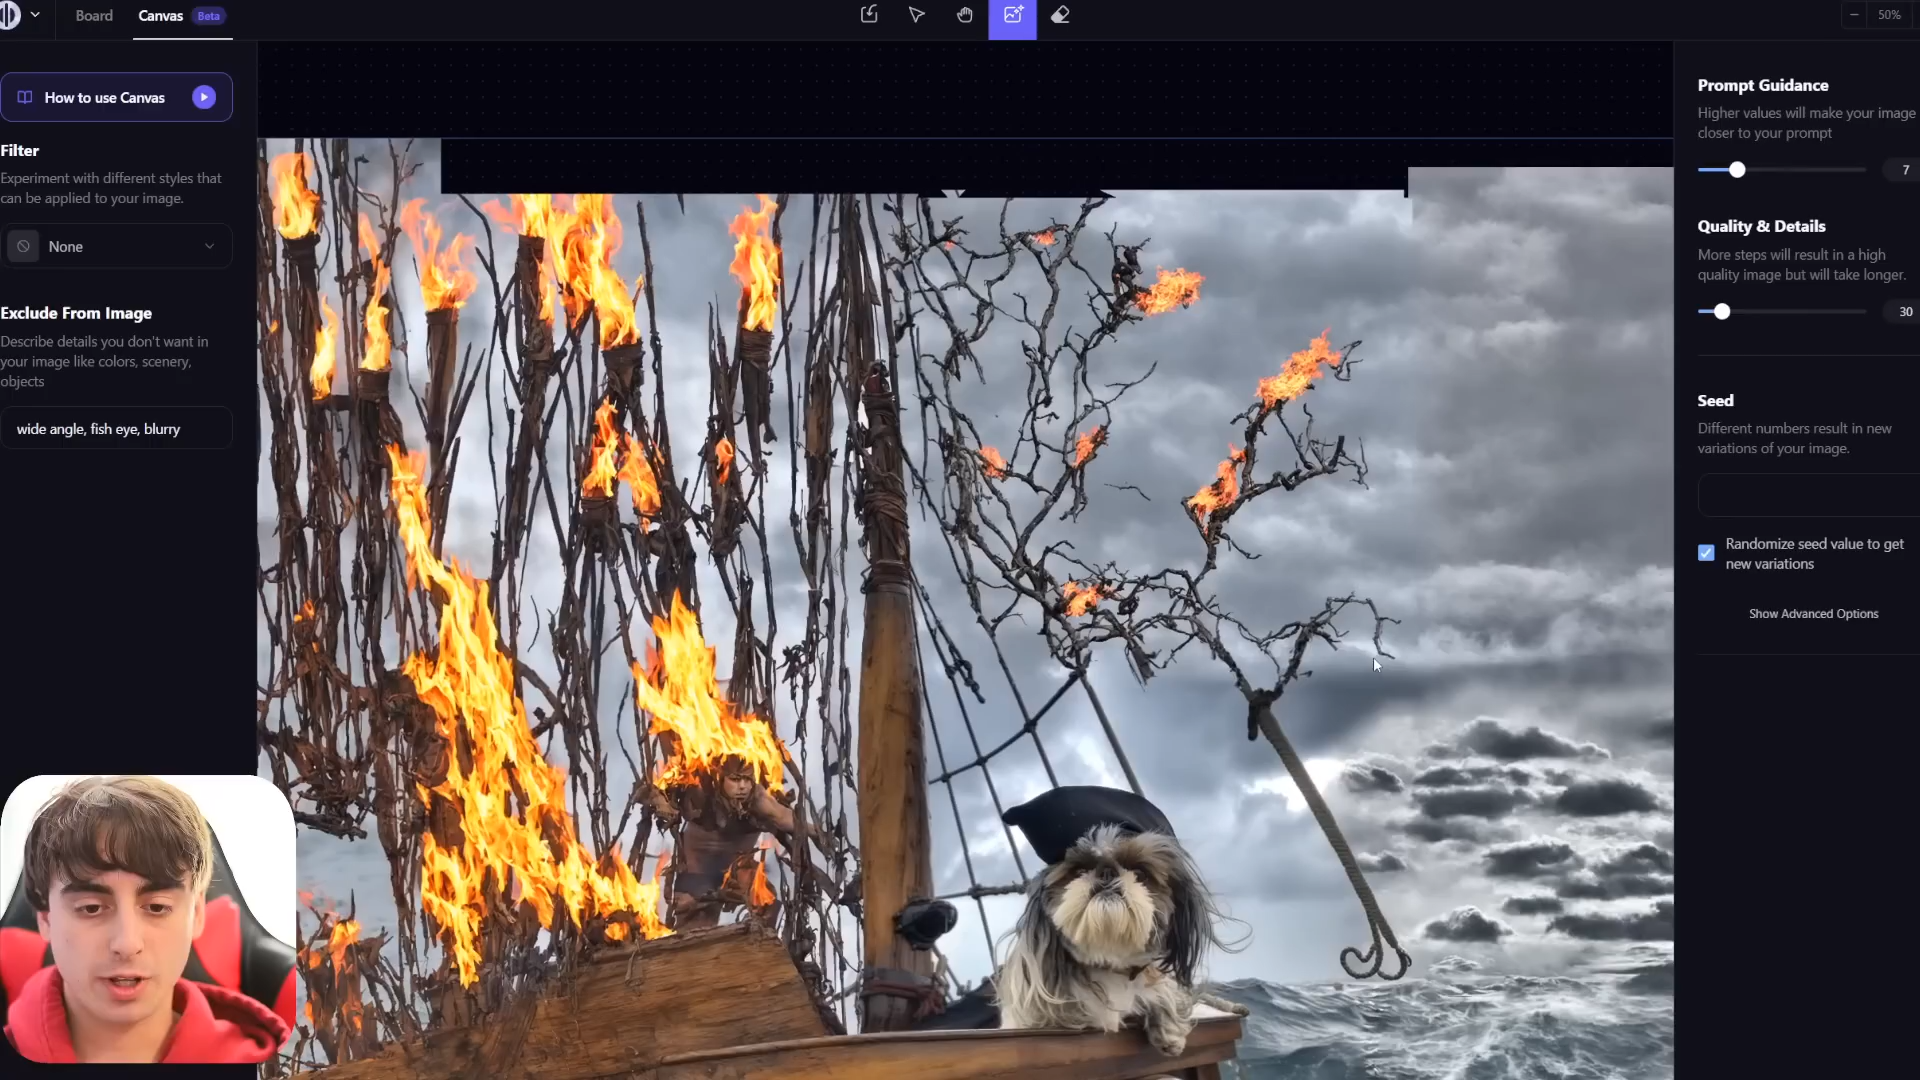 Board
Canvas
Beta
50%
How to use Canvas
Filter
Experiment with different styles that
can be applied to your image.
None
Exclude From Image
Describe details you don't want in
your image like colors, scenery,
objects
wide angle, fish eye, blurry
Prompt Guidance
Higher values will make your image
closer to your prompt
7
Quality & Details
More steps will result in a high
quality image but will take longer.
30
Seed
Different numbers result in new
variations of your image.
Randomize seed value to get
new variations
Show Advanced Options